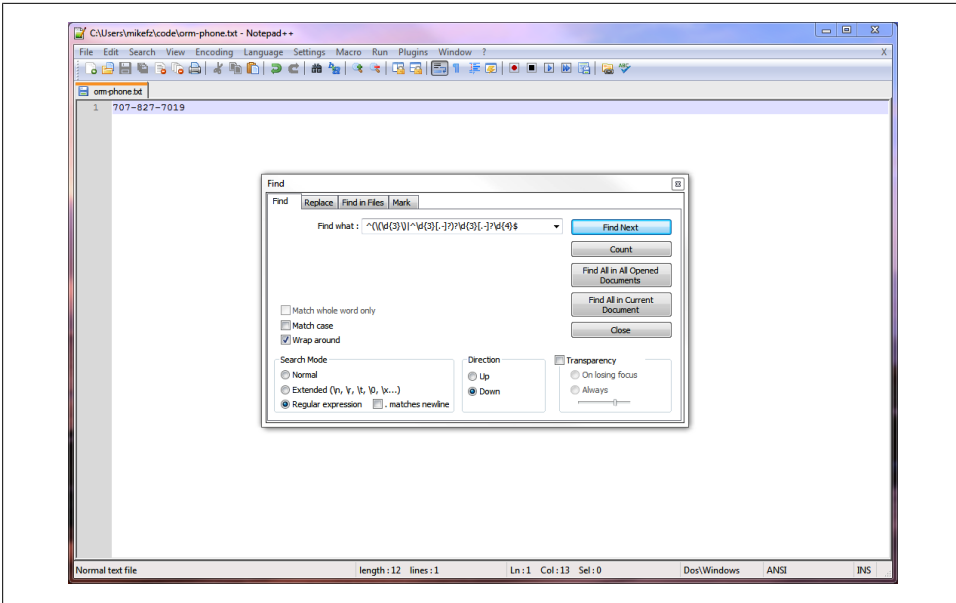 C:\Users\mikefz\code\orm-phone.txt - Notepad++
File Edit Search View Encoding Language Settings Macro Run Plugins Window ? X
orm-phone.txt
1 707-827-7019
Find
Find Replace Find in Files Mark
Find what : ^(\(\d{3}\)|^\d{3}[.-]?)?\d{3}[.-]?\d{4}$
Find Next
Count
Find All in All Opened
Documents
Find All in Current
Document
Close
Match whole word only
Match case
Wrap around
Search Mode
Normal
Extended (\n, \r, \t, \0, \x...)
Regular expression . matches newline
Direction
Up
Down
Transparency
On losing focus
Always
Normal text file length : 12 lines : 1 Ln : 1 Col : 13 Sel : 0 Dos\Windows ANSI INS